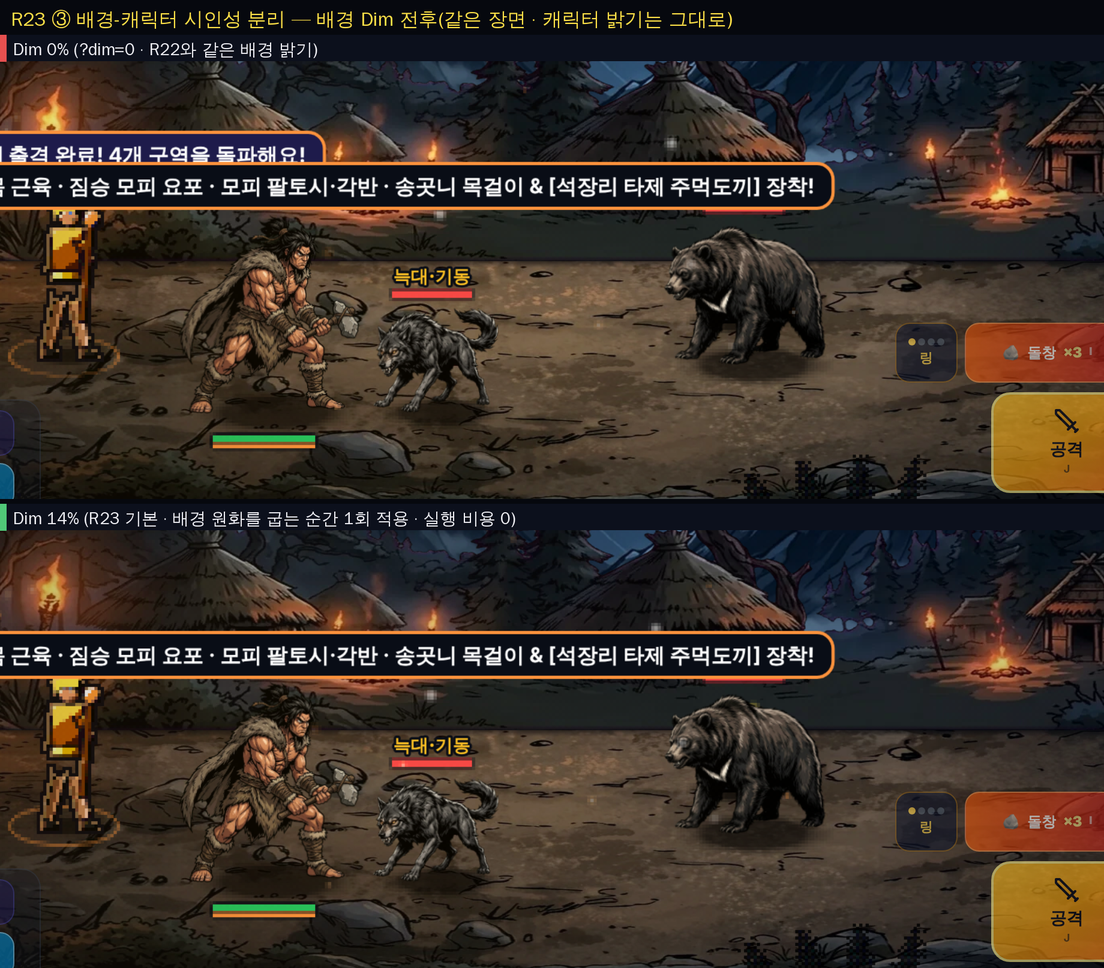 R23 ③ 배경-캐릭터 시인성 분리 — 배경 Dim 전후(같은 장면 · 캐릭터 밝기는 그대로)
Dim 0% (?dim=0 · R22와 같은 배경 밝기)
출격 완료! 4개 구역을 돌파해요!
근육 · 짐승 모피 요포 · 모피 팔토시·각반 · 송곳니 목걸이 & [석장리 타제 주먹도끼] 장착!
늑대·기동
링
돌창 ×3
공격
J
Dim 14% (R23 기본 · 배경 원화를 굽는 순간 1회 적용 · 실행 비용 0)
근육 · 짐승 모피 요포 · 모피 팔토시·각반 · 송곳니 목걸이 & [석장리 타제 주먹도끼] 장착!
늑대·기동
링
돌창 ×3
공격
J